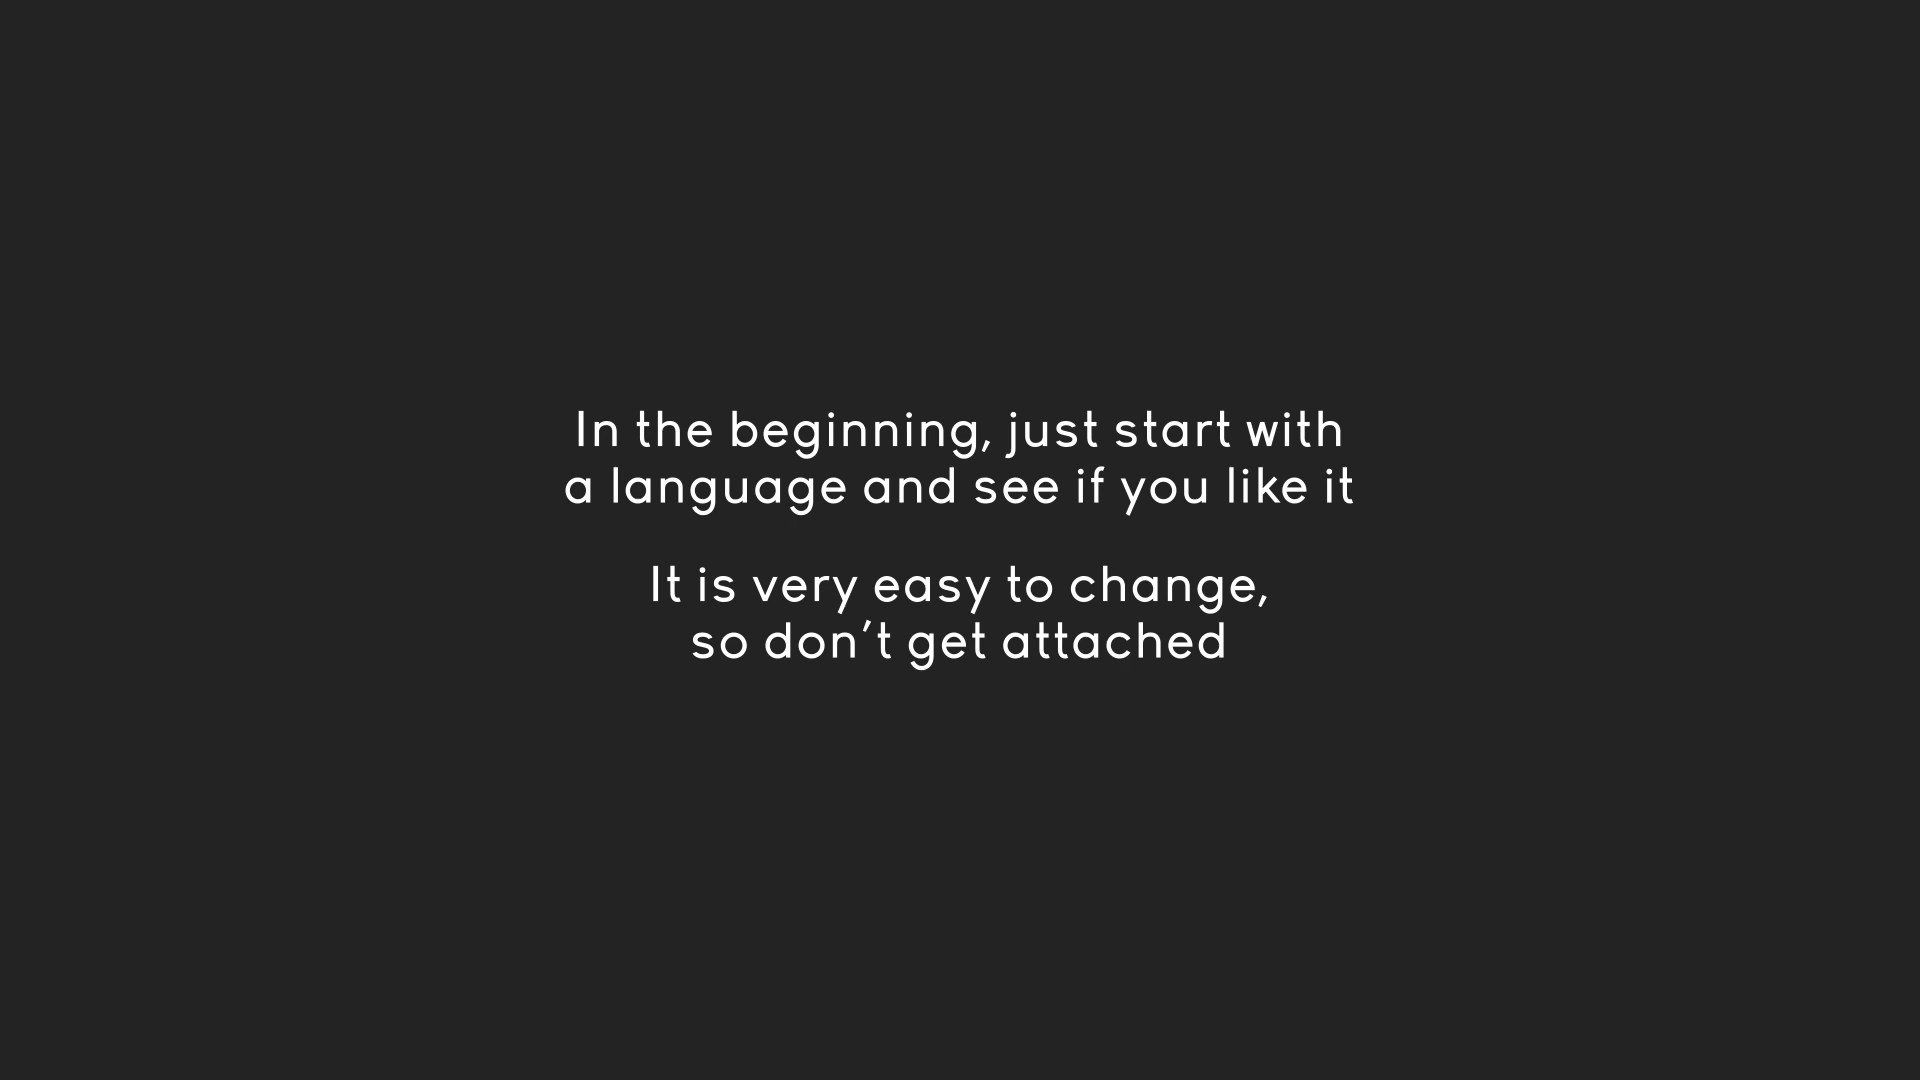 In the beginning, just start with
a language and see if you like it
It is very easy to change,
so don't get attached